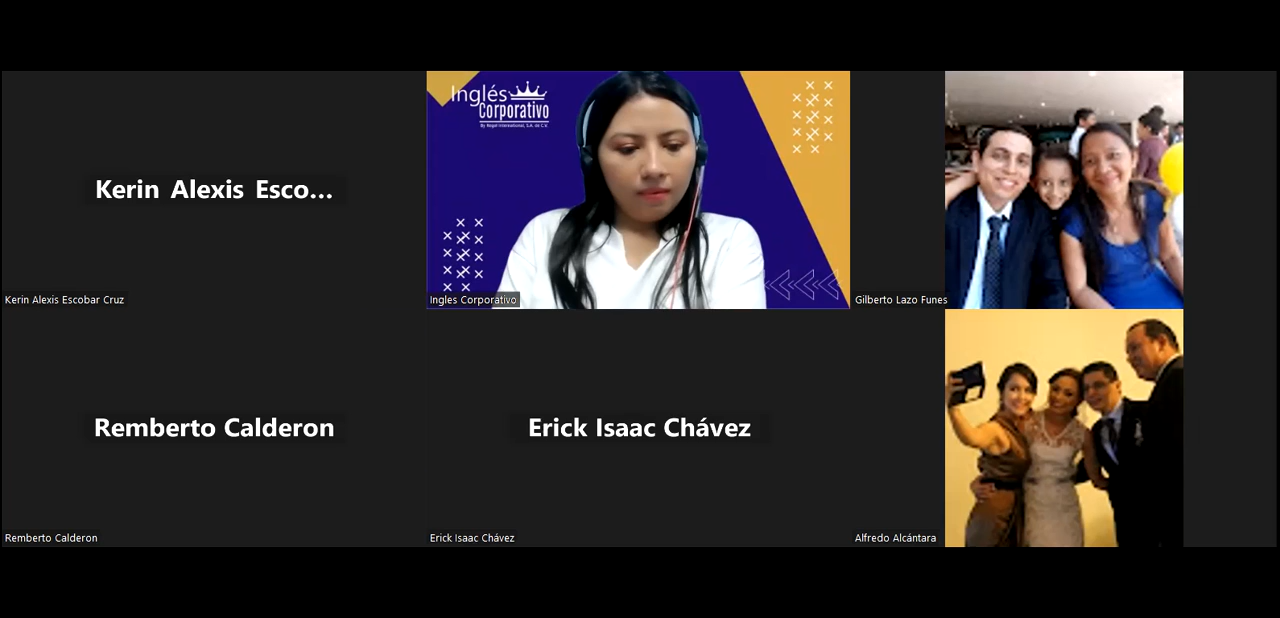 Inglés
Corporativo
Kerin Alexis Esco...
Kerin Alexis Escobar Cruz
Ingles Corporativo
Gilberto Lazo Funes
Remberto Calderon
Erick Isaac Chávez
Remberto Calderon
Erick Isaac Chávez
Alfredo Alcántara